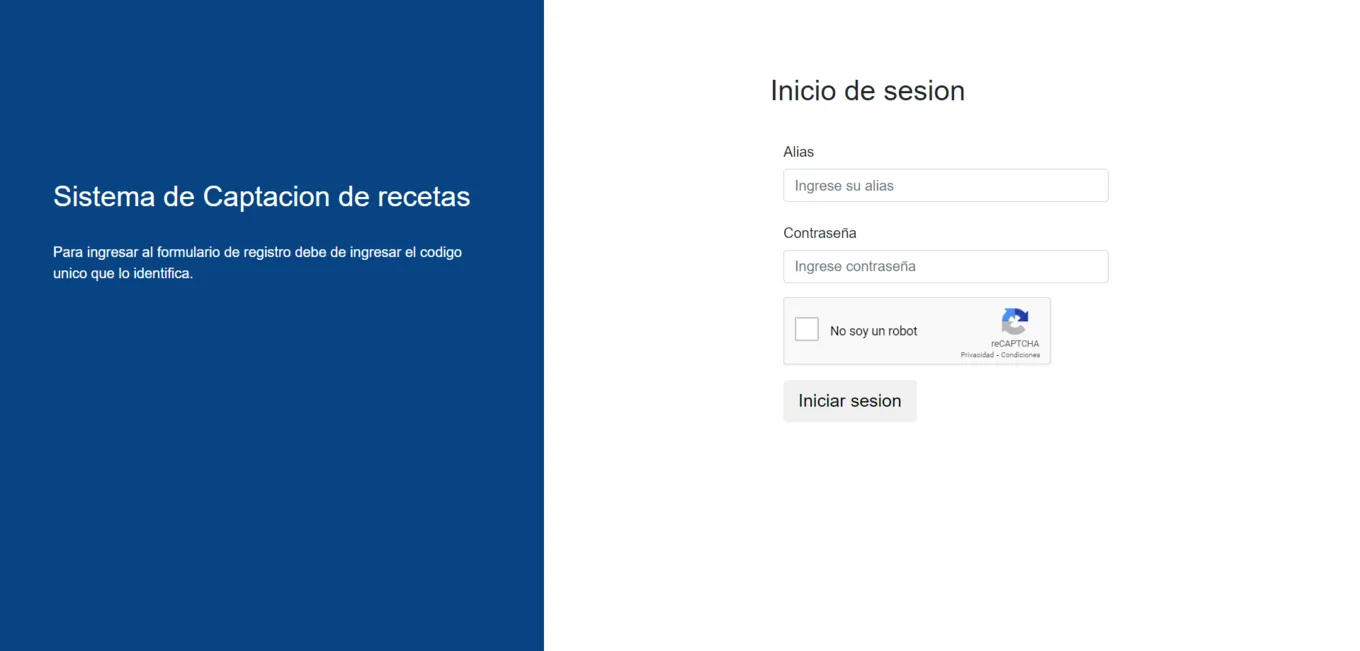 Sistema de Captacion de recetas
Para ingresar al formulario de registro debe de ingresar el codigo
unico que lo identifica.
Inicio de sesion
Alias
Ingrese su alias
Contraseña
Ingrese contraseña
No soy un robot
reCAPTCHA
Privacidad - Condiciones
Iniciar sesion